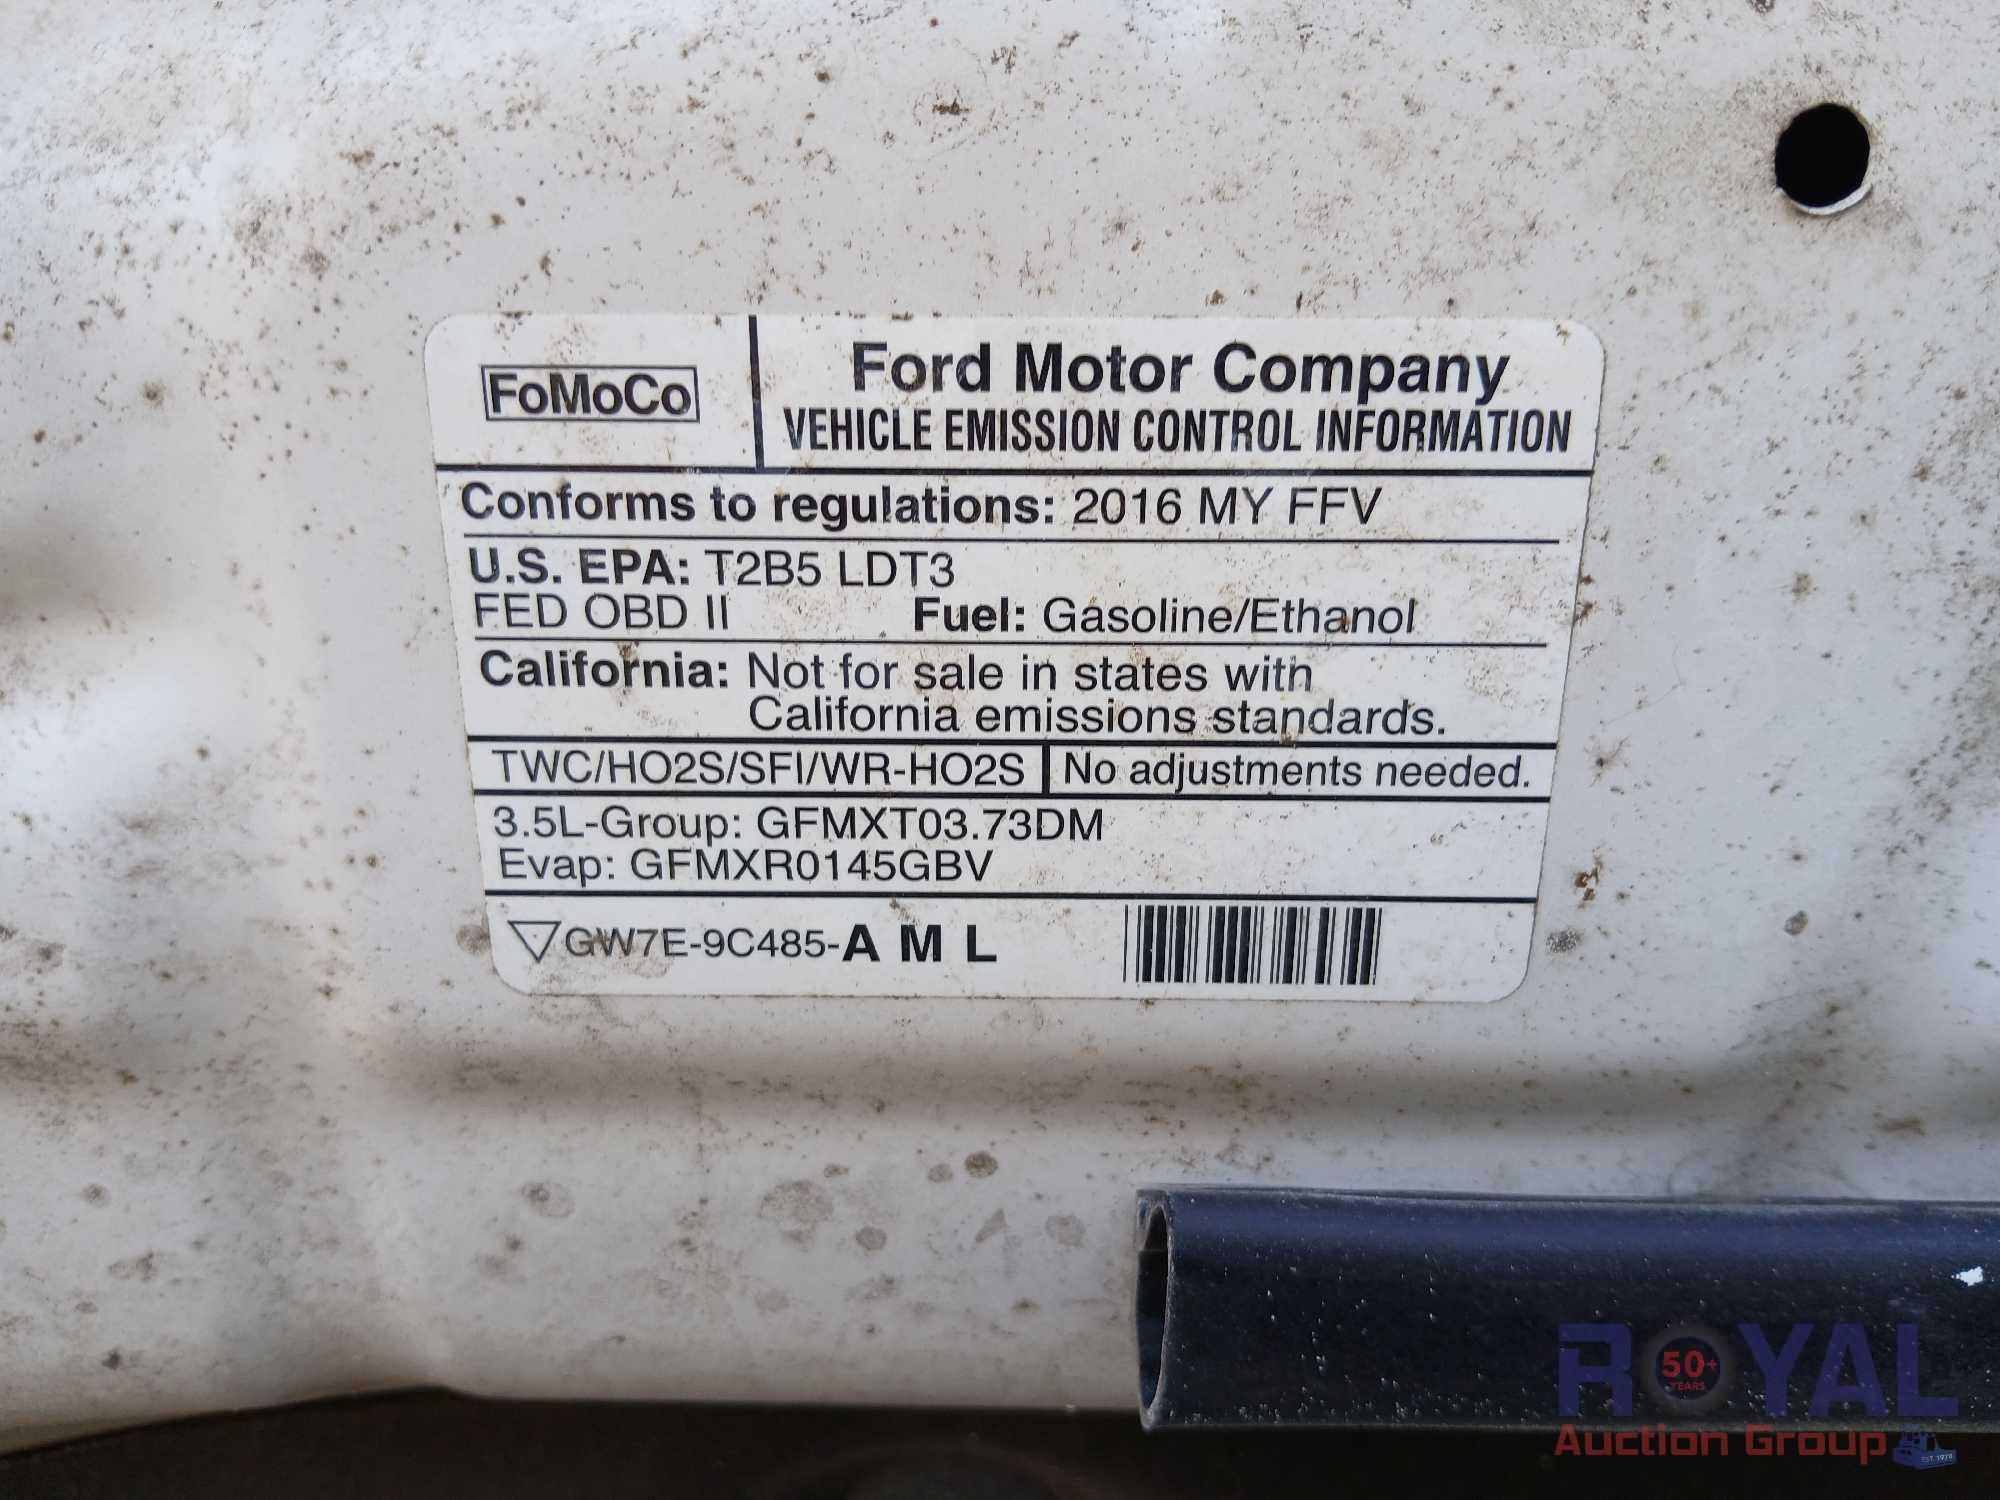 FoMoCo
Ford Motor Company
VEHICLE EMISSION CONTROL INFORMATION
Conforms to regulations: 2016 MY FFV
U.S. EPA: T2B5 LDT3
FED OBD II Fuel: Gasoline/Ethanol
California: Not for sale in states with
California emissions standards.
TWC/HO2S/SFI/WR-HO2S No adjustments needed.
3.5L-Group: GFMXT03.73DM
Evap: GFMXR0145GBV
GW7E-9C485-A M L
ROYAL
50+
YEARS
Auction Group
EST. 1970